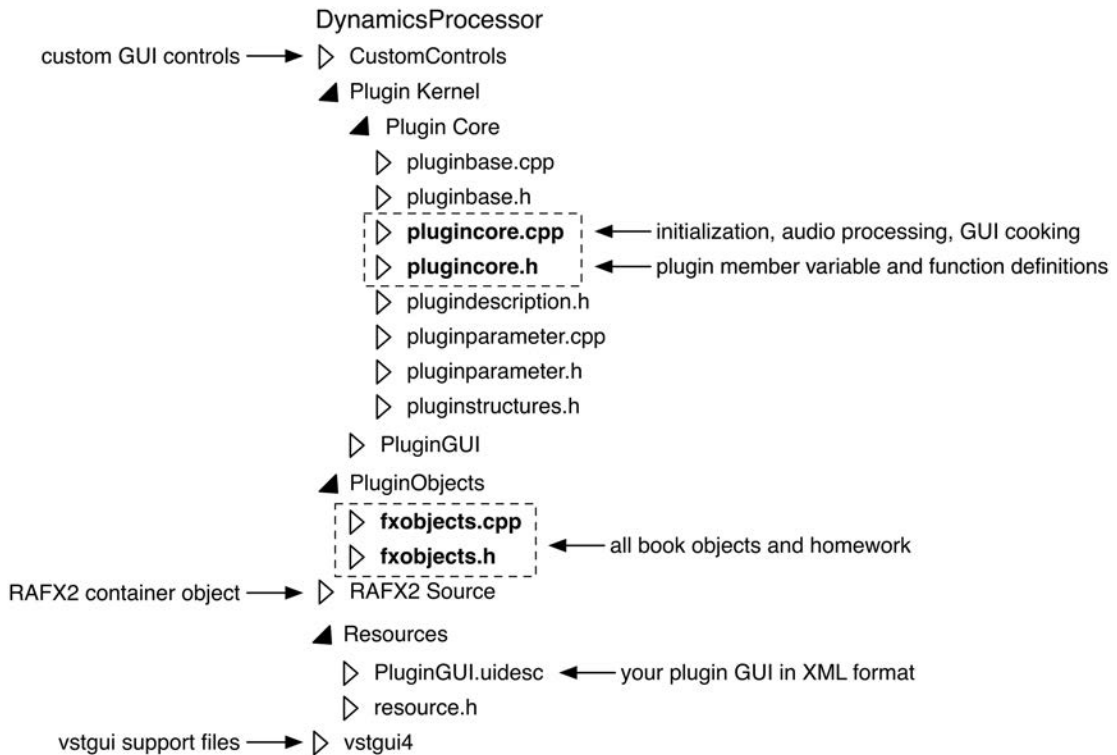 DynamicsProcessor
custom GUI controls CustomControls
Plugin Kernel
Plugin Core
pluginbase.cpp
pluginbase.h
plugincore.cpp initialization, audio processing, GUI cooking
plugincore.h plugin member variable and function definitions
plugindescription.h
pluginparameter.cpp
pluginparameter.h
pluginstructures.h
PluginGUI
PluginObjects
fxobjects.cpp
fxobjects.h
all book objects and homework
RAFX2 container object RAFX2 Source
Resources
PluginGUI.uidesc your plugin GUI in XML format
resource.h
vstgui support files vstgui4